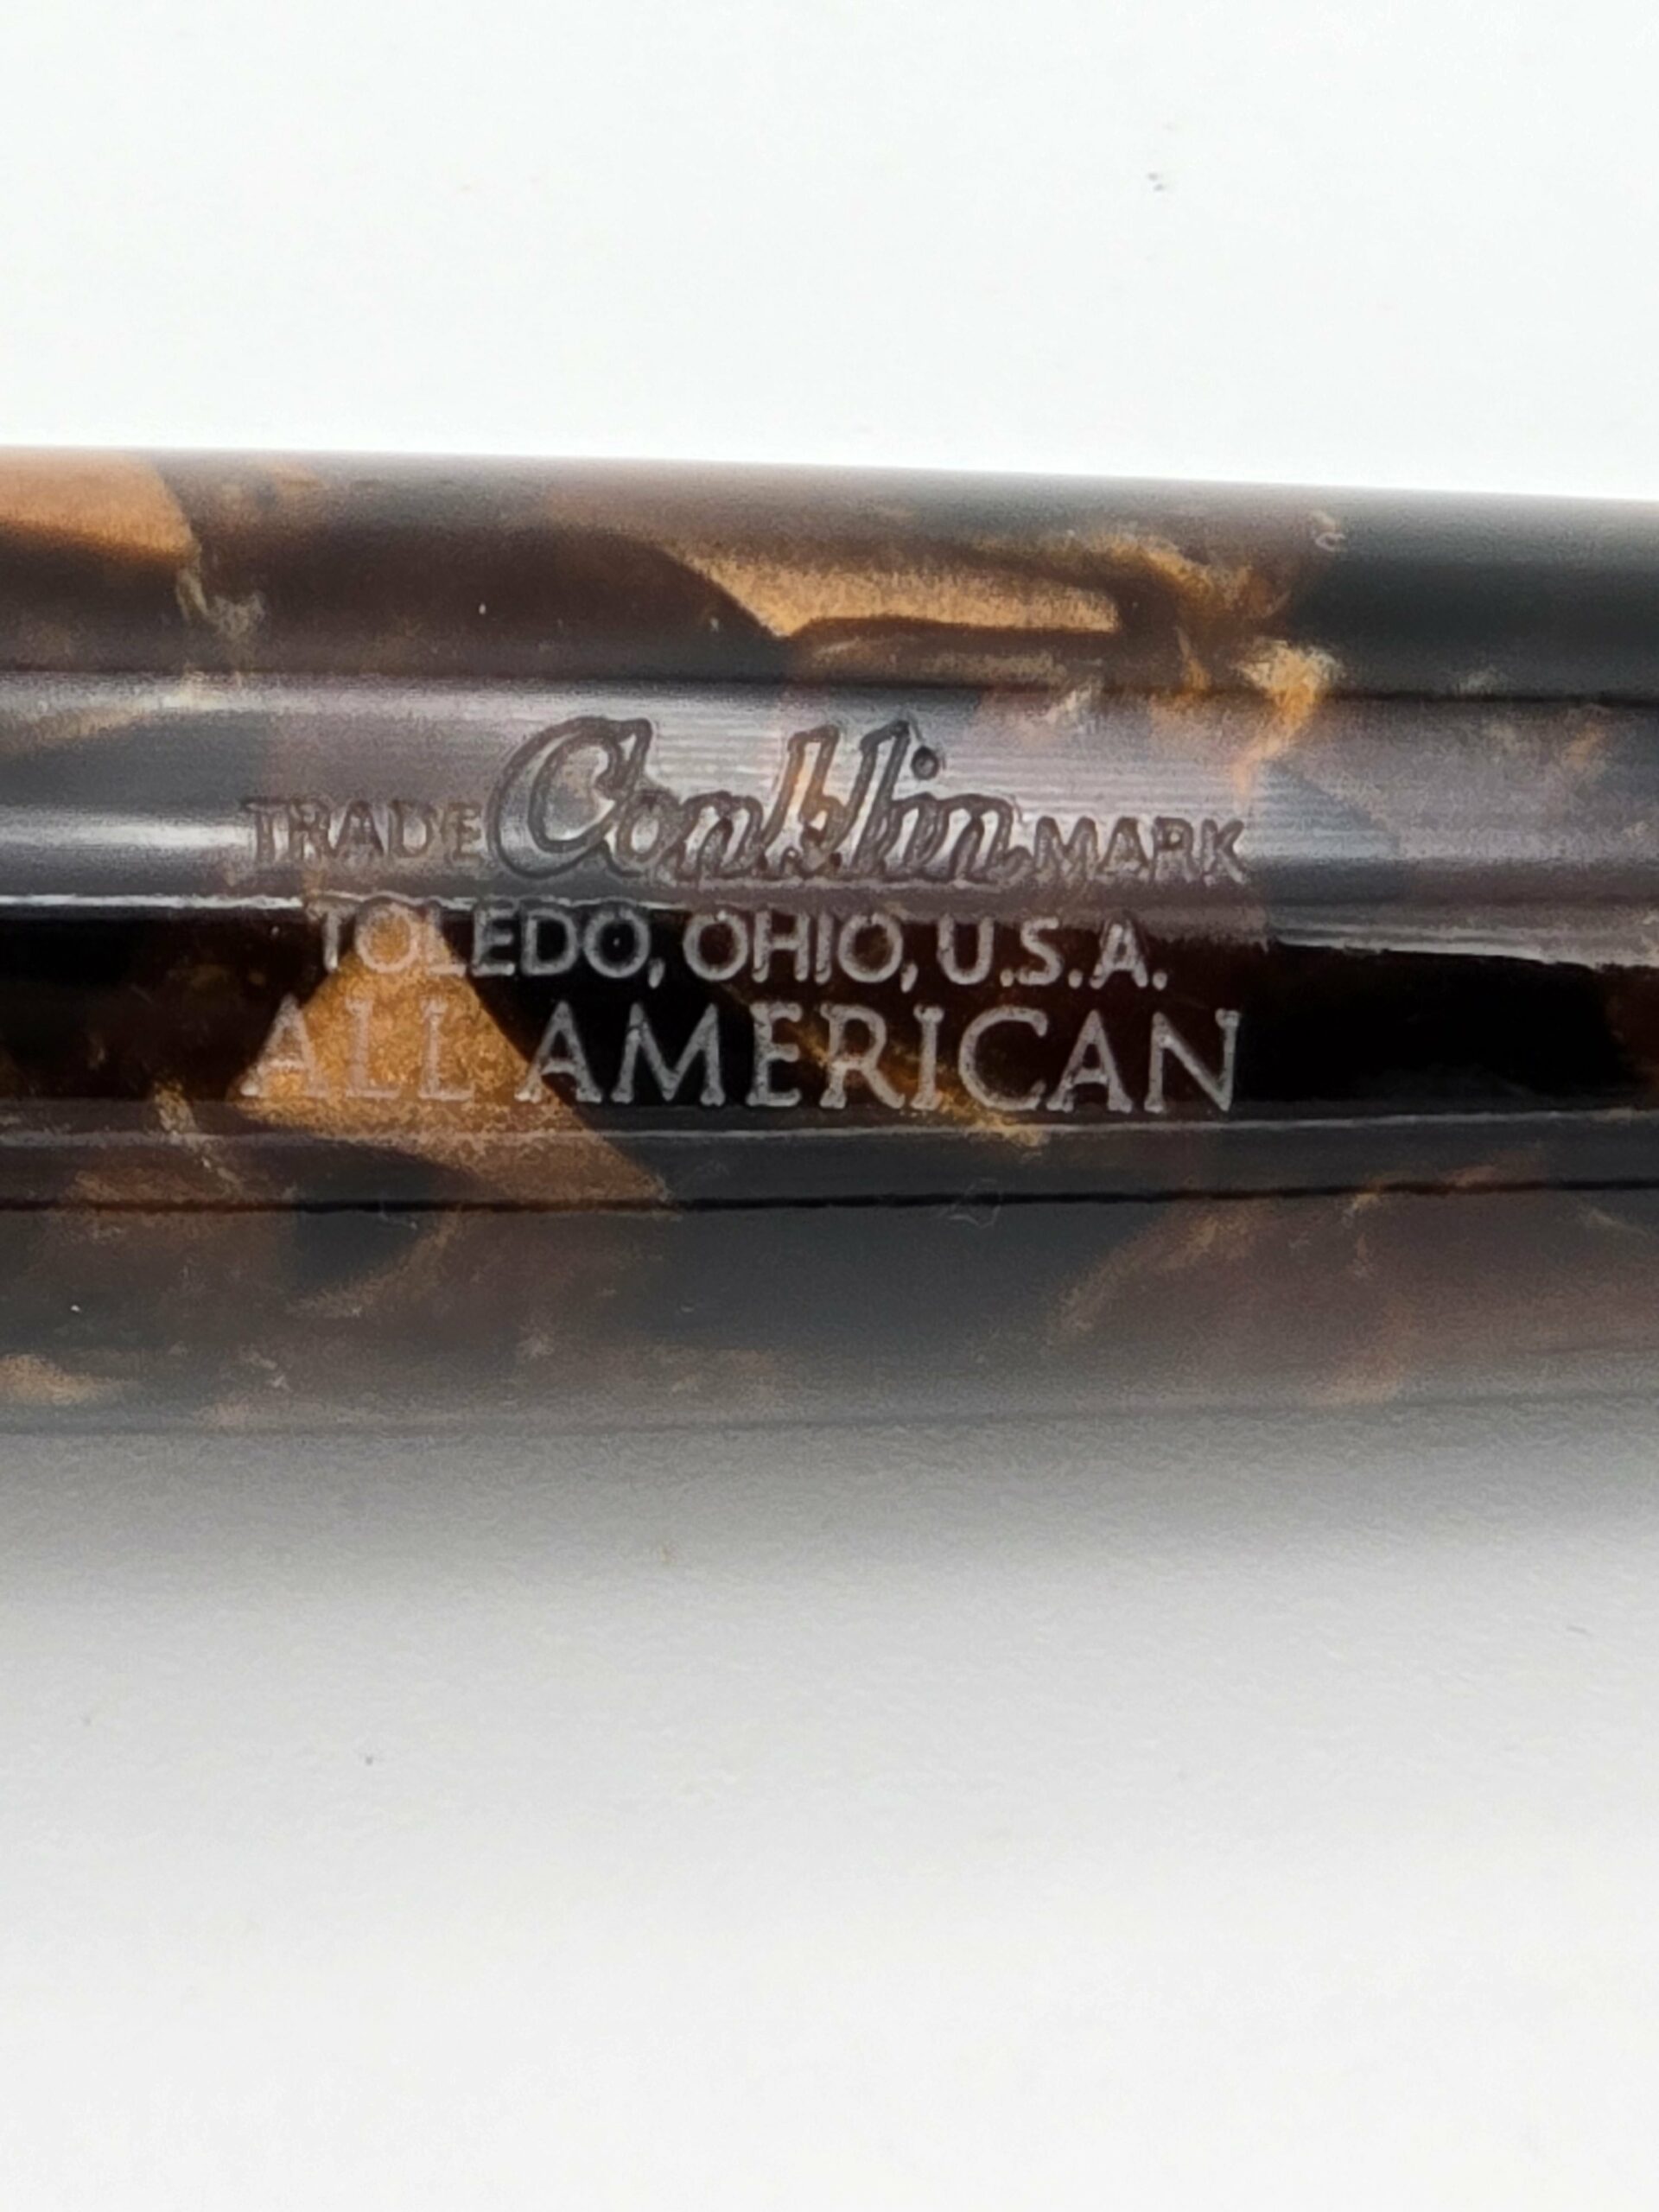 TRADE Conklin MARK
TOLEDO, OHIO, U.S.A.
ALL AMERICAN